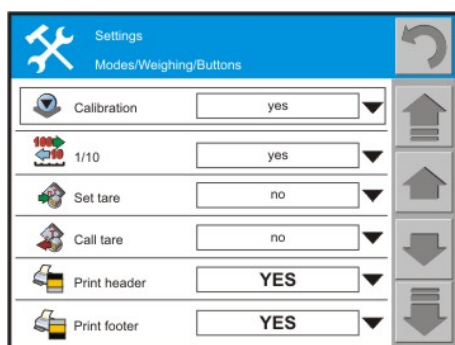 Settings
Modes/Weighing/Buttons
Calibration yes
1/10 yes
Set tare no
Call tare no
Print header YES
Print footer YES